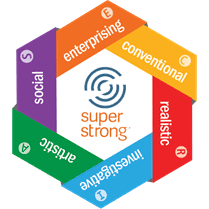 E
enterprising
C
conventional
realistic
R
I
investigative
A
artistic
S
social
super
strong